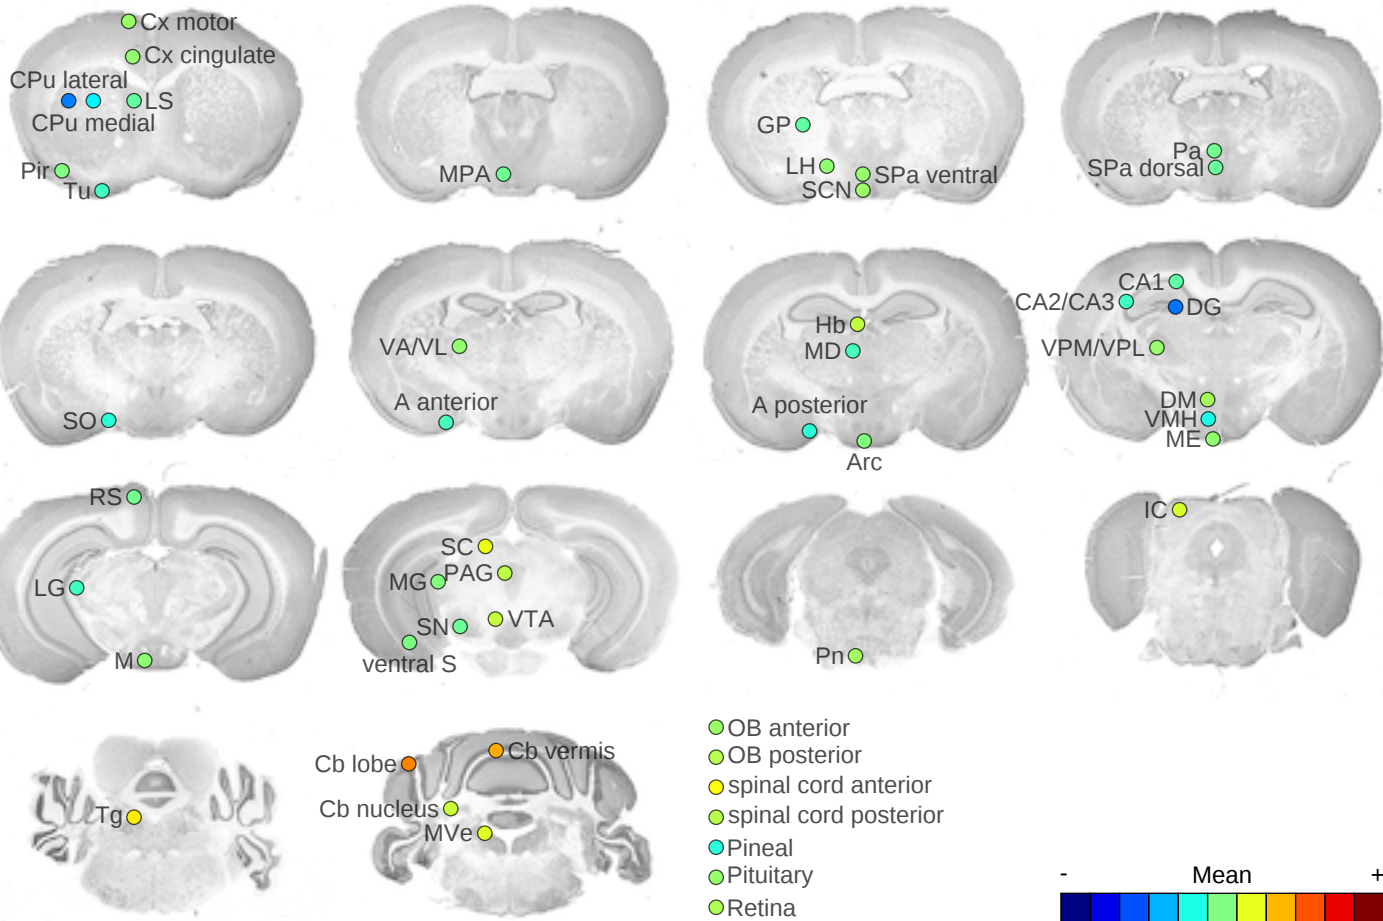 Cx motor
Cx cingulate
CPu lateral
LS
CPu medial
Pir
Tu
MPA
GP
LH
SPa ventral
SCN
Pa
SPa dorsal
SO
VA/VL
A anterior
Hb
MD
A posterior
Arc
CA1
CA2/CA3
DG
VPM/VPL
DM
VMH
ME
RS
LG
M
SC
PAG
MG
VTA
SN
ventral S
Pn
IC
Tg
Cb lobe
Cb vermis
Cb nucleus
MVe
OB anterior
OB posterior
spinal cord anterior
spinal cord posterior
Pineal
Pituitary
Retina
- Mean +